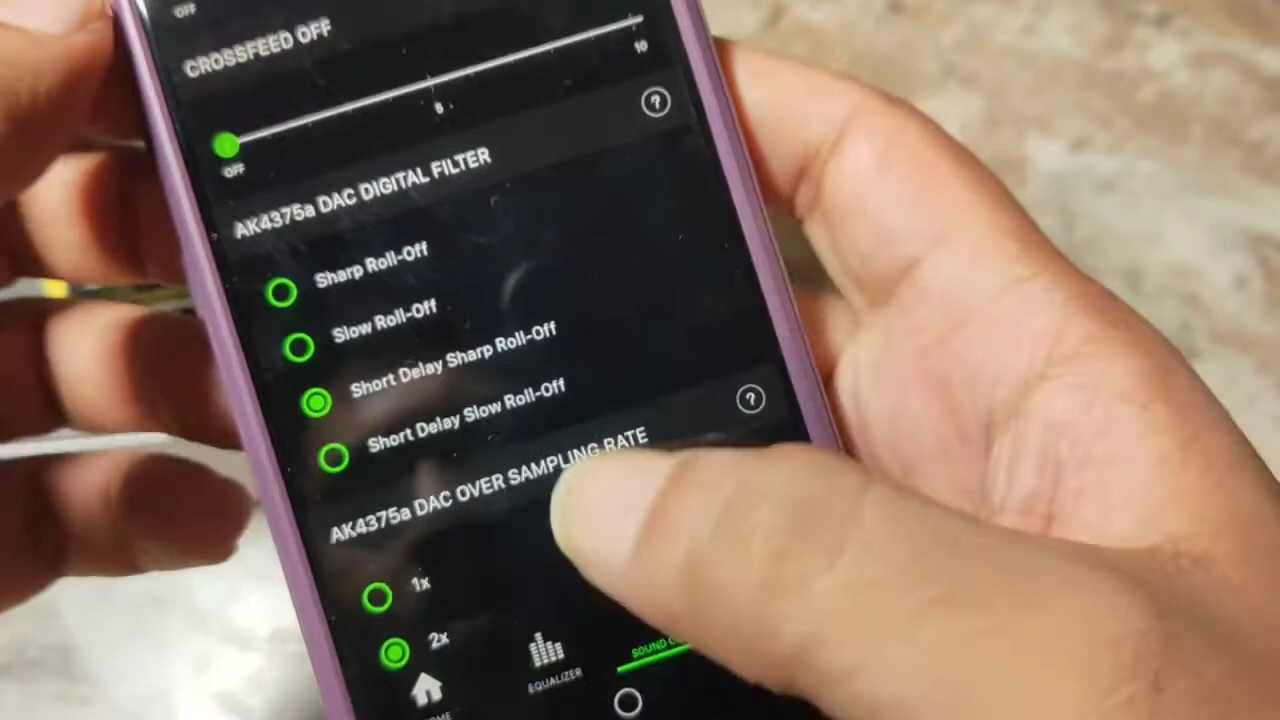 OFF
CROSSFEED OFF
10
OFF
AK4375a DAC DIGITAL FILTER
?
Sharp Roll-Off
Slow Roll-Off
Short Delay Sharp Roll-Off
Short Delay Slow Roll-Off
AK4375a DAC OVER SAMPLING RATE
?
1x
2x
EQUALIZER
SOUND